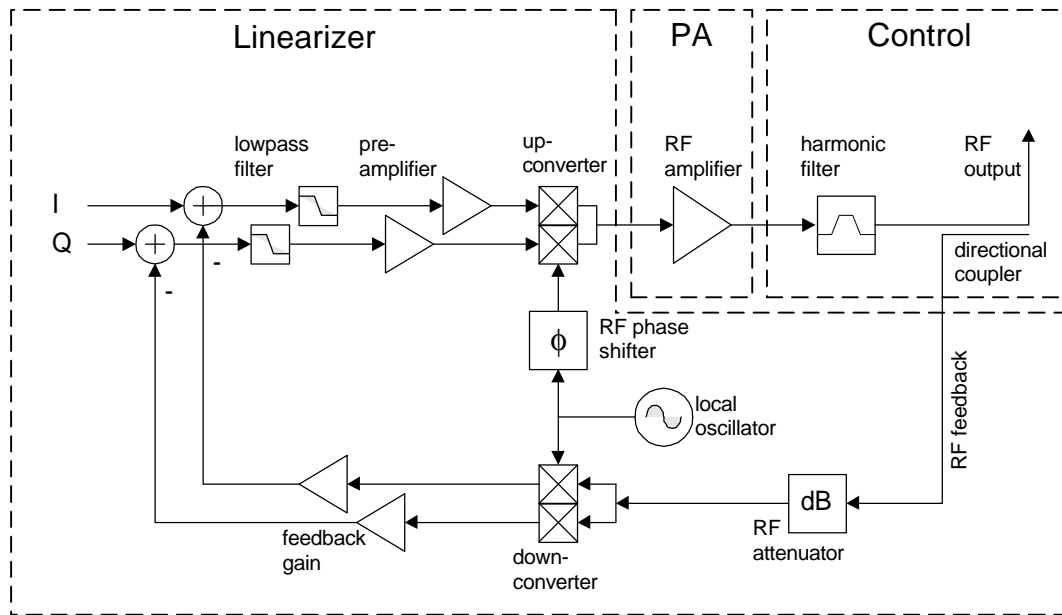 Linearizer
PA
Control
lowpass
filter
pre-
amplifier
up-
converter
RF
amplifier
harmonic
filter
RF
output
I
Q
-
-
directional
coupler
ϕ
RF phase
shifter
local
oscillator
RF feedback
dB
RF
attenuator
feedback
gain
down-
converter